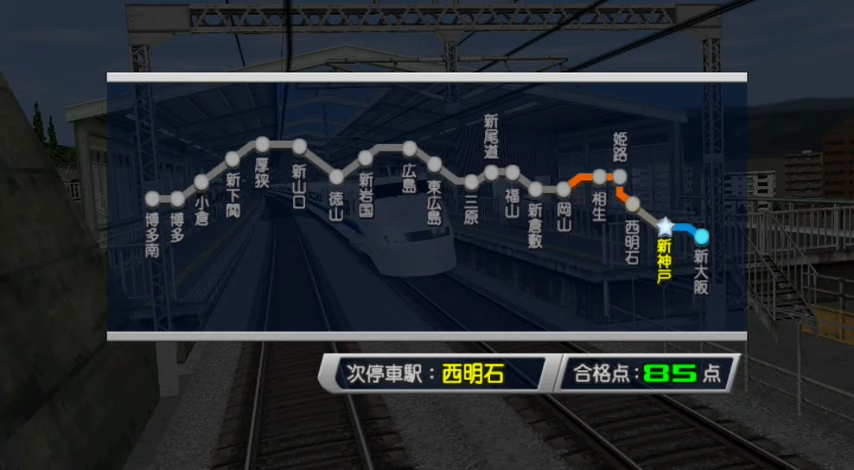 博多南
博多
小倉
新下関
厚狭
新山口
徳山
新岩国
広島
東広島
三原
新尾道
福山
新倉敷
岡山
相生
姫路
西明石
新神戸
新大阪
次停車駅:西明石
合格点:85点